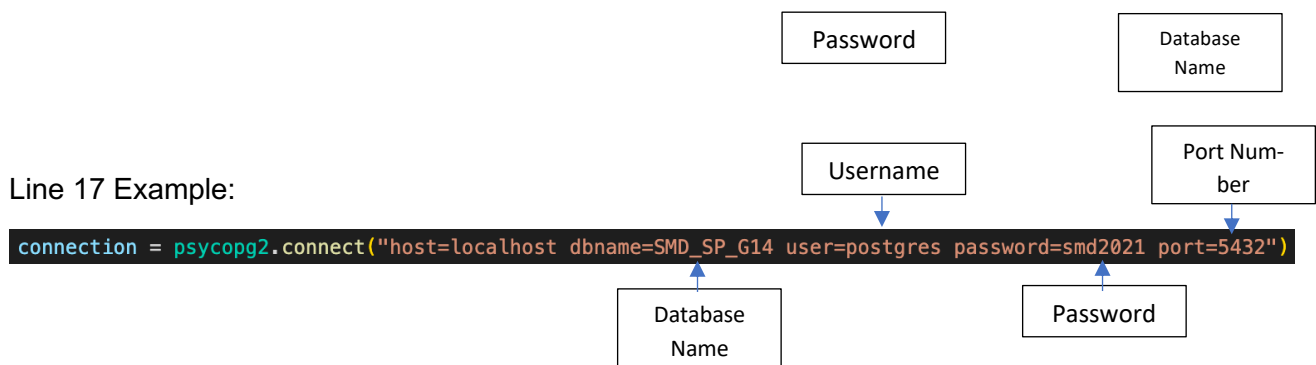 Password
Database
Name
Username
Port Num-
ber
Line 17 Example:
connection = psycopg2.connect("host=localhost dbname=SMD_SP_G14 user=postgres password=smd2021 port=5432")
Database
Name
Password